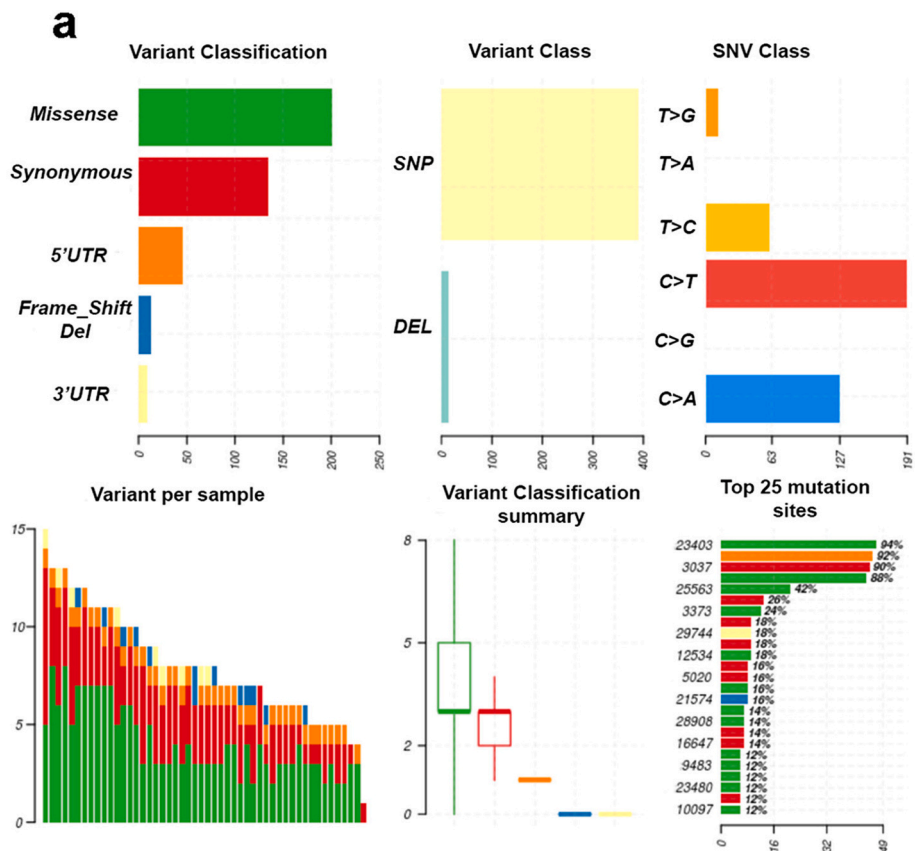 a
Variant Classification
Missense
Synonymous
5'UTR
Frame_Shift
Del
3'UTR
0
50
100
150
200
250
Variant Class
SNP
DEL
0
100
200
300
400
SNV Class
T>G
T>A
T>C
C>T
C>G
C>A
0
63
127
191
Variant per sample
15
10
5
0
Variant Classification
summary
8
5
2
0
Top 25 mutation
sites
23403 94%
92%
3037 90%
88%
25563 42%
26%
3373 24%
18%
29744 18%
18%
12534 18%
16%
5020 16%
16%
21574 16%
14%
28908 14%
14%
16647 14%
12%
9483 12%
12%
23480 12%
12%
10097 12%
0
16
32
49